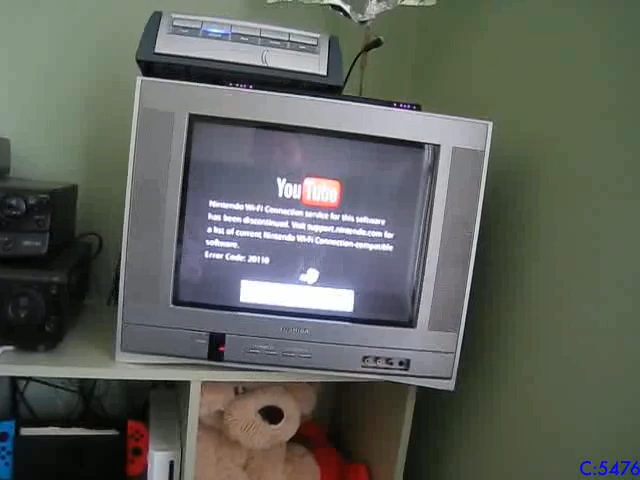 YouTube
Nintendo Wi-Fi Connection service for this software
has been discontinued. Visit support.nintendo.com for
a list of current Nintendo Wi-Fi Connection-compatible
software.
Error Code: 20110
TOSHIBA
C:5476